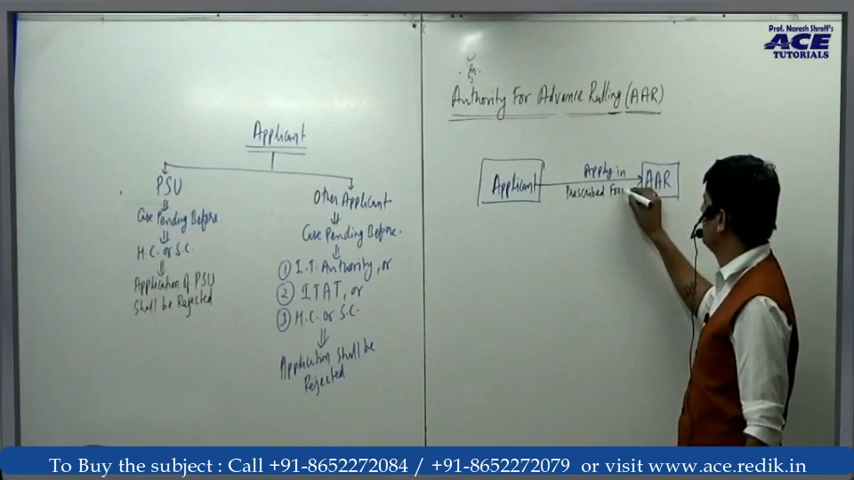 Applicant
PSU
Case Pending Before
H.C. or S.C.
Application of PSU
Shall be Rejected
Other Applicant
Case Pending Before.
① I.T. Authority, or
② ITAT, or
③ H.C. or S.C.
Application Shall be
Rejected
Authority For Advance Rulling (AAR)
Applicant
Apply in
Prescribed For
AAR
Prof. Naresh Shroff's
ACE
TUTORIALS
To Buy the subject : Call +91-8652272084 / +91-8652272079 or visit www.ace.redik.in